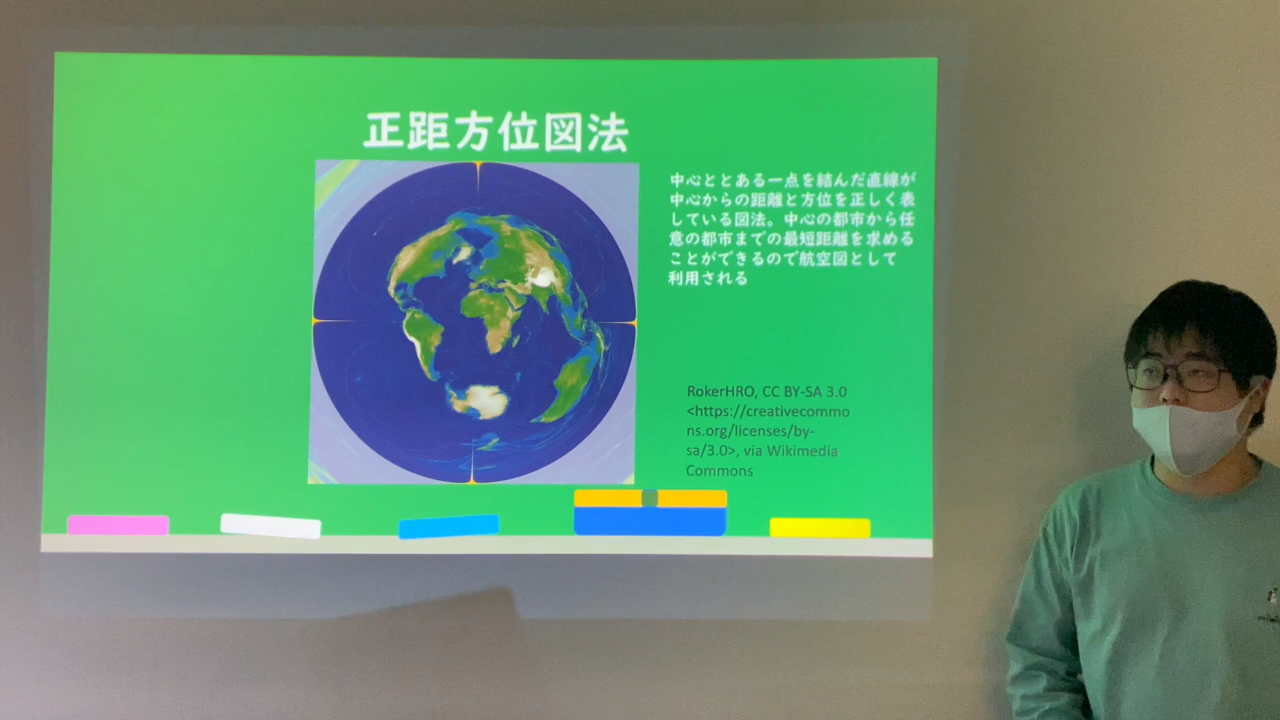 正距方位図法
中心ととある一点を結んだ直線が
中心からの距離と方位を正しく表
している図法。中心の都市から任
意の都市までの最短距離を求める
ことができるので航空図として
利用される
RokerHRO, CC BY-SA 3.0
<https://creativecommo
ns.org/licenses/by-
sa/3.0>, via Wikimedia
Commons